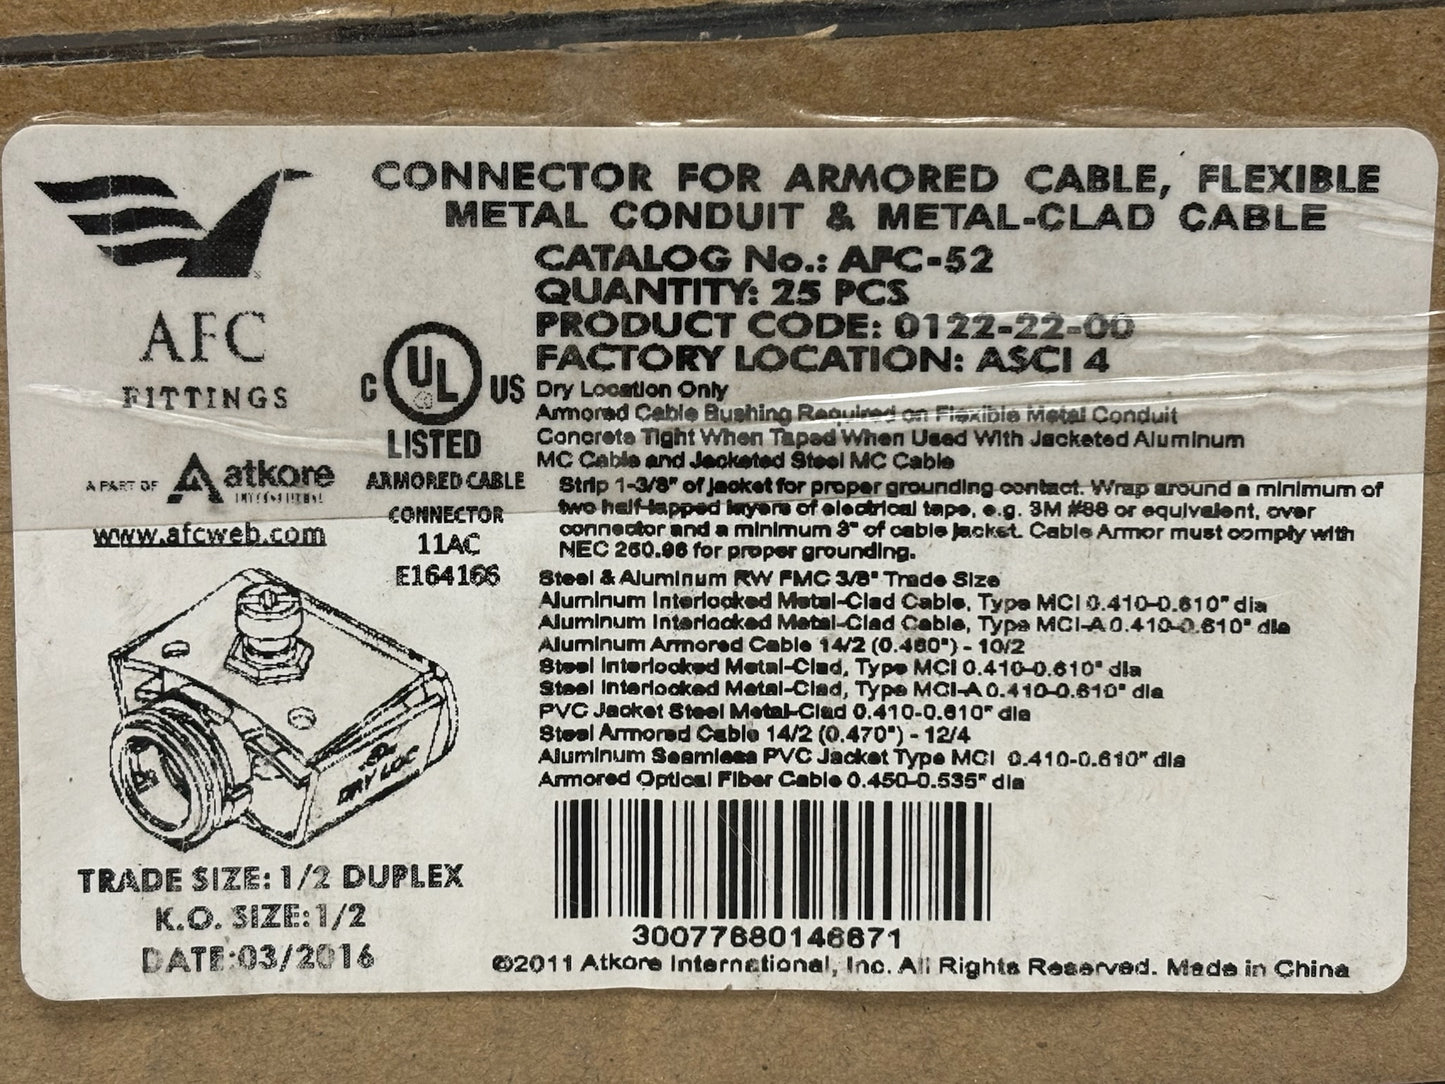 CONNECTOR FOR ARMORED CABLE, FLEXIBLE
METAL CONDUIT & METAL-CLAD CABLE
CATALOG No.: AFC-52
QUANTITY: 25 PCS
PRODUCT CODE: 0122-22-00
FACTORY LOCATION: ASCI 4
AFC
FITTINGS
A PART OF atkore
INTERNATIONAL
www.afcweb.com
C UL US
LISTED
ARMORED CABLE
CONNECTOR
11AC
E164166
Dry Location Only
Armored Cable Bushing Required on Flexible Metal Conduit
Concrete Tight When Taped When Used With Jacketed Aluminum
MC Cable and Jacketed Steel MC Cable
Strip 1-3/8" of jacket for proper grounding contact. Wrap around a minimum of
two half-lapped layers of electrical tape, e.g. 3M #88 or equivalent, over
connector and a minimum 3" of cable jacket. Cable Armor must comply with
NEC 250.96 for proper grounding.
Steel & Aluminum RW FMC 3/8" Trade Size
Aluminum Interlocked Metal-Clad Cable, Type MCI 0.410-0.610" dia
Aluminum Interlocked Metal-Clad Cable, Type MCI-A 0.410-0.610" dia
Aluminum Armored Cable 14/2 (0.460") - 10/2
Steel Interlocked Metal-Clad, Type MCI 0.410-0.610" dia
Steel Interlocked Metal-Clad, Type MCI-A 0.410-0.610" dia
PVC Jacket Steel Metal-Clad 0.410-0.610" dia
Steel Armored Cable 14/2 (0.470") - 12/4
Aluminum Seamless PVC Jacket Type MCI 0.410-0.610" dia
Armored Optical Fiber Cable 0.450-0.535" dia
DRY LOC
TRADE SIZE: 1/2 DUPLEX
K.O. SIZE:1/2
DATE:03/2016
30077680146671
©2011 Atkore International, Inc. All Rights Reserved. Made in China